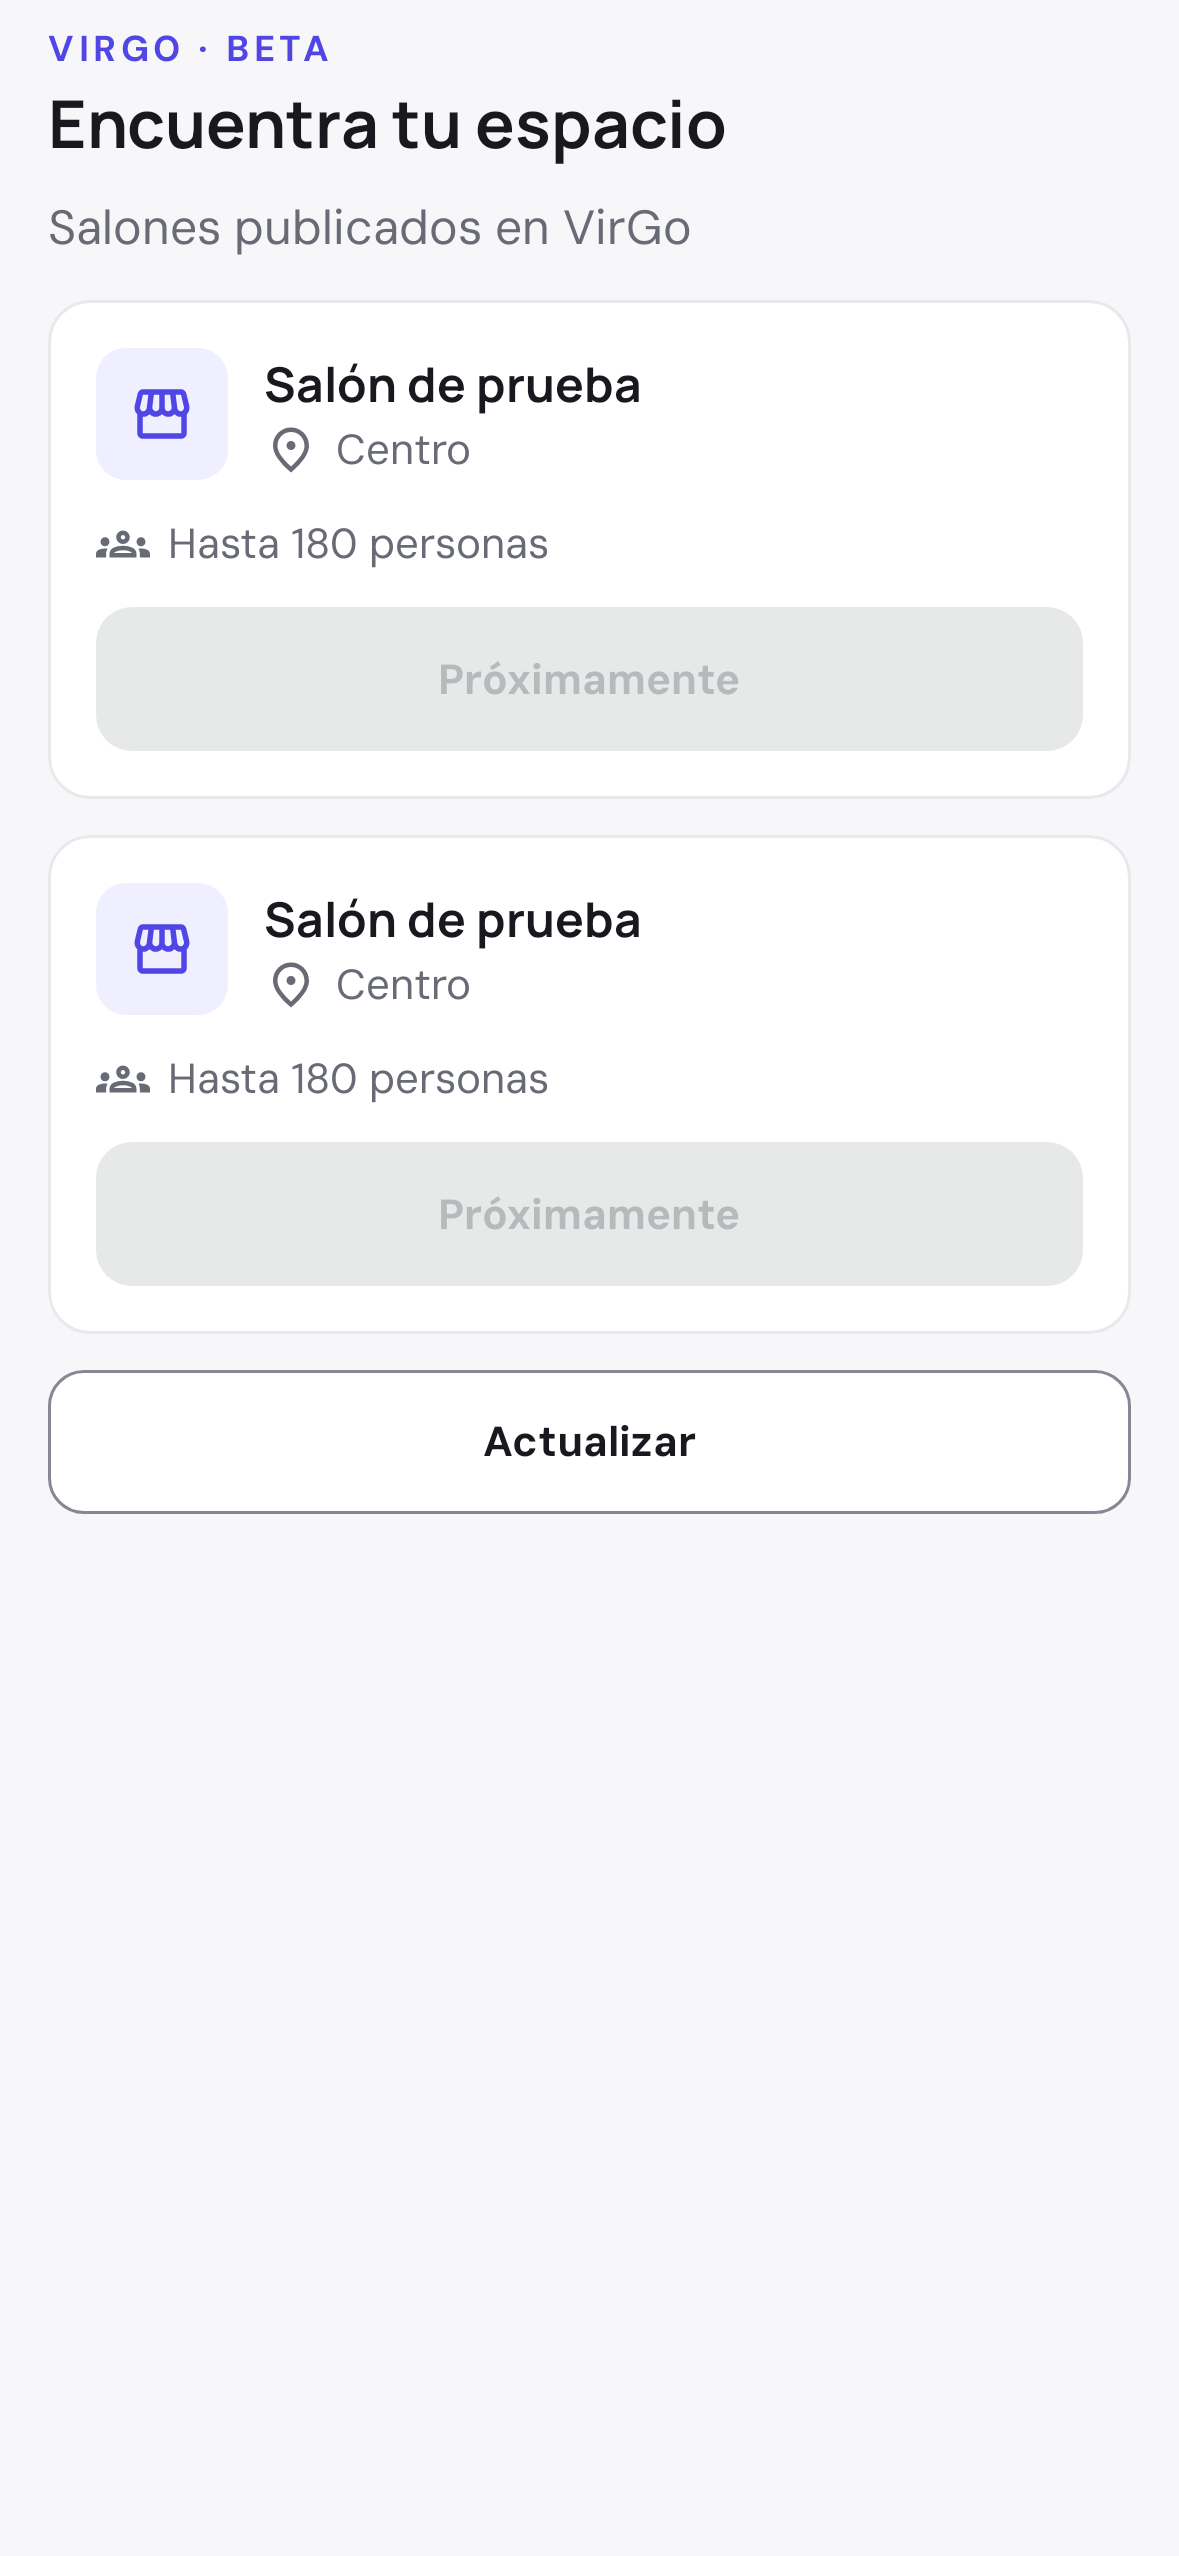 VIRGO · BETA
Encuentra tu espacio
Salones publicados en VirGo
Salón de prueba
Centro
Hasta 180 personas
Próximamente
Salón de prueba
Centro
Hasta 180 personas
Próximamente
Actualizar